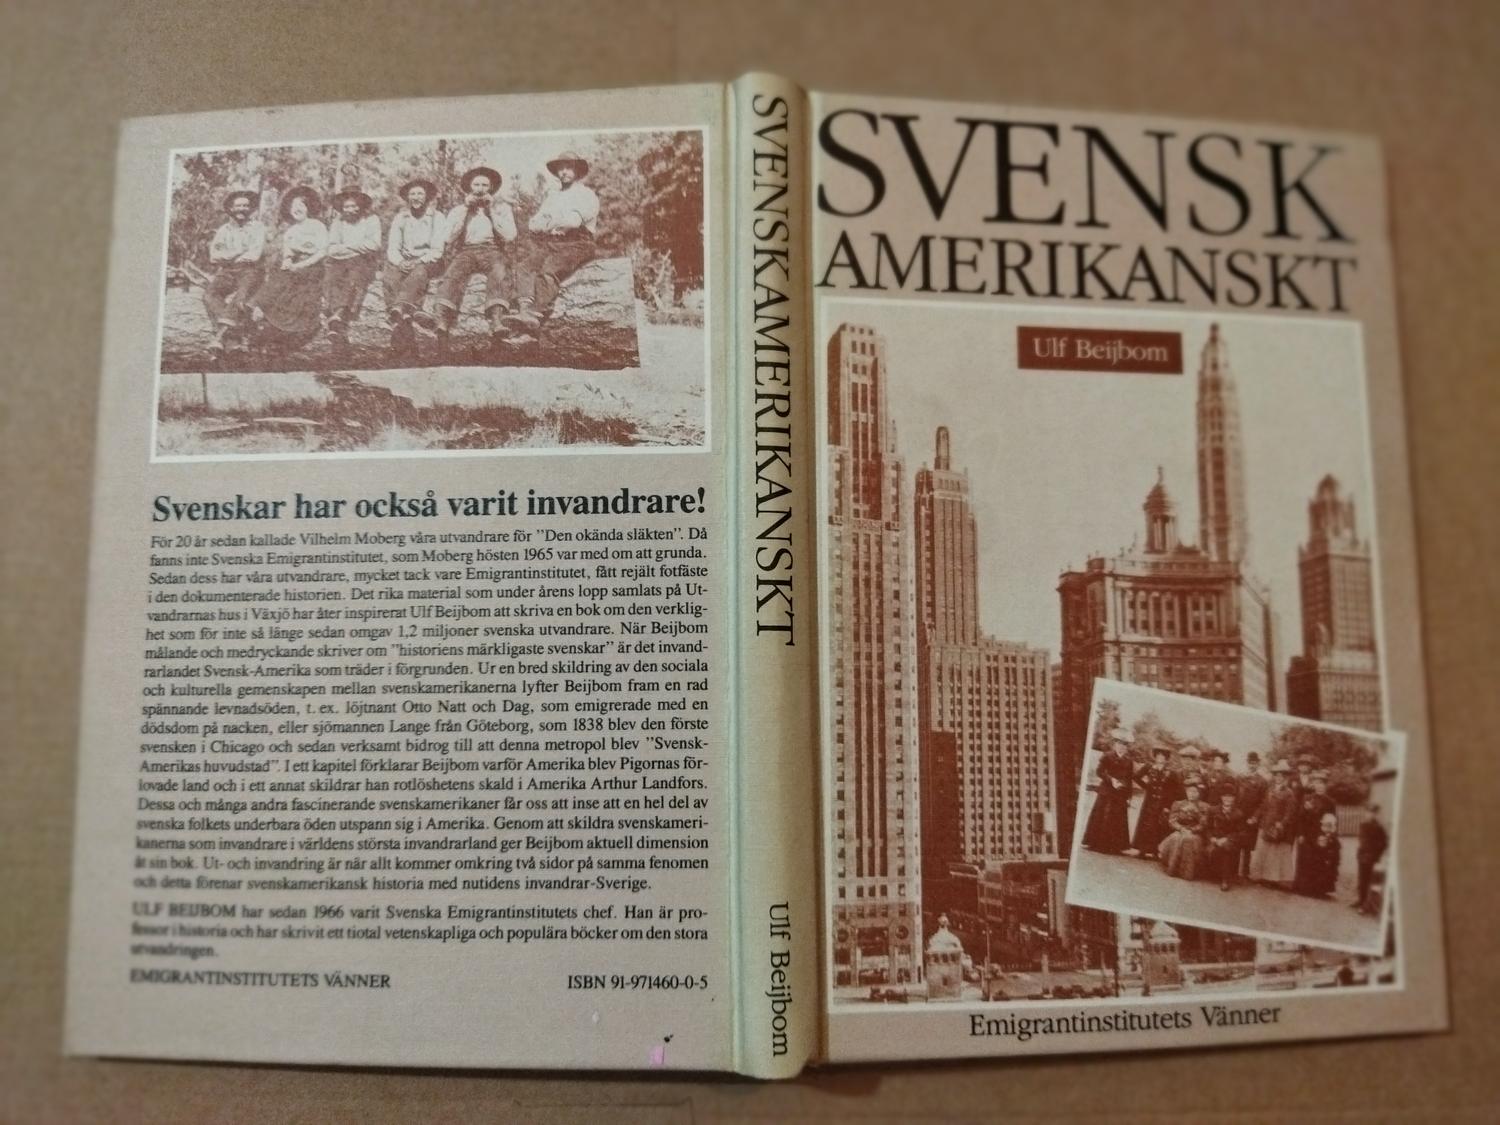 Svenskar har också varit invandrare!
För 20 år sedan kallade Vilhelm Moberg våra utvandrare för ”Den okända släkten”. Då
fanns inte Svenska Emigrantinstitutet, som Moberg hösten 1965 var med om att grunda.
Sedan dess har våra utvandrare, mycket tack vare Emigrantinstitutet, fått rejält fotfäste
i den dokumenterade historien. Det rika material som under årens lopp samlats på Ut-
vandrarnas hus i Växjö har åter inspirerat Ulf Beijbom att skriva en bok om den verklig-
het som för inte så länge sedan omgav 1,2 miljoner svenska utvandrare. När Beijbom
målande och medryckande skriver om ”historiens märkligaste svenskar” är det invand-
rarlandet Svensk-Amerika som träder i förgrunden. Ur en bred skildring av den sociala
och kulturella gemenskapen mellan svenskamerikanerna lyfter Beijbom fram en rad
spännande levnadsöden, t. ex. löjtnant Otto Natt och Dag, som emigrerade med en
dödsdom på nacken, eller sjömannen Lange från Göteborg, som 1838 blev den förste
svensken i Chicago och sedan verksamt bidrog till att denna metropol blev ”Svensk-
Amerikas huvudstad”. I ett kapitel förklarar Beijbom varför Amerika blev Pigornas för-
lovade land och i ett annat skildrar han rotlöshetens skald i Amerika Arthur Landfors.
Dessa och många andra fascinerande svenskamerikaner får oss att inse att en hel del av
svenska folkets underbara öden utspann sig i Amerika. Genom att skildra svenskameri-
kanerna som invandrare i världens största invandrarland ger Beijbom aktuell dimension
åt sin bok. Ut- och invandring är när allt kommer omkring två sidor på samma fenomen
och detta förenar svenskamerikansk historia med nutidens invandrar-Sverige.
ULF BEIJBOM har sedan 1966 varit Svenska Emigrantinstitutets chef. Han är pro-
fessor i historia och har skrivit ett tiotal vetenskapliga och populära böcker om den stora
utvandringen.
EMIGRANTINSTITUTETS VÄNNER
ISBN 91-971460-0-5
SVENSKAMERIKANSKT
Ulf Beijbom
SVENSK
AMERIKANSKT
Ulf Beijbom
Emigrantinstitutets Vänner